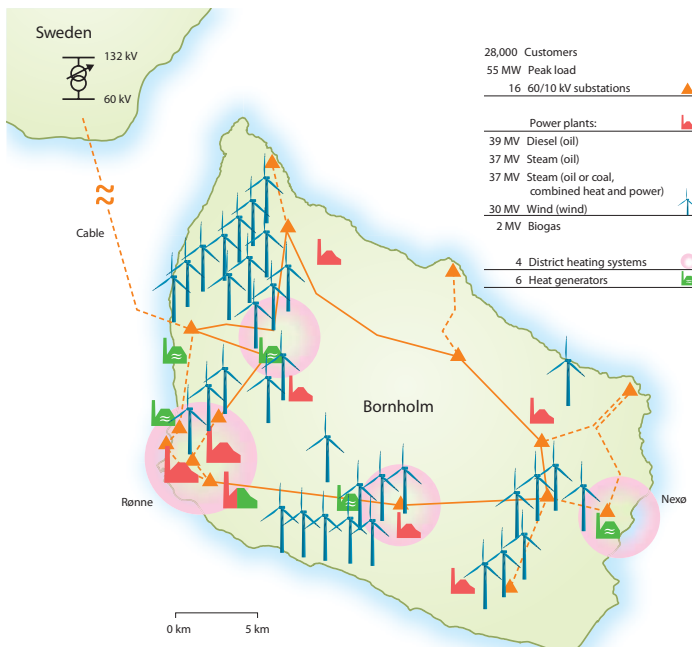 Sweden
132 kV
60 kV
Cable
28,000 Customers
55 MW Peak load
16 60/10 kV substations
Power plants:
39 MV Diesel (oil)
37 MV Steam (oil)
37 MV Steam (oil or coal,
combined heat and power)
30 MV Wind (wind)
2 MV Biogas
4 District heating systems
6 Heat generators
Bornholm
Rønne
Nexø
0 km
5 km